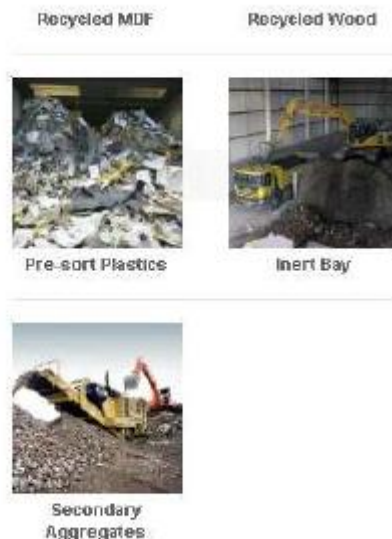 Recycled MDF
Recycled Wood
Pre-sort Plastics
Inert Bay
Secondary
Aggregates